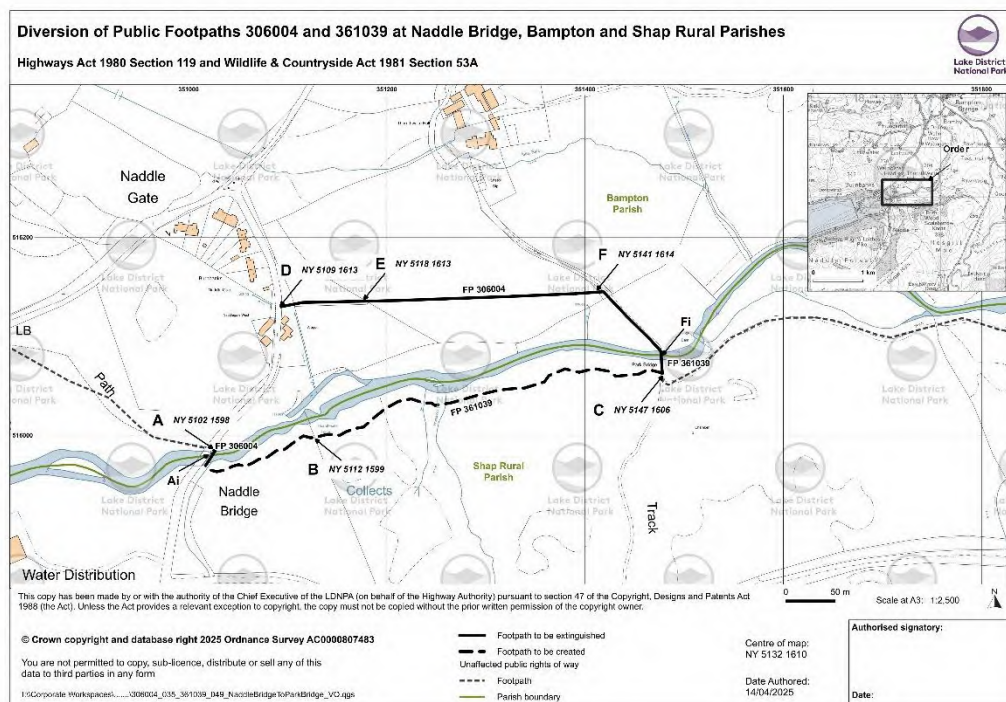 Diversion of Public Footpaths 306004 and 361039 at Naddle Bridge, Bampton and Shap Rural Parishes
Highways Act 1980 Section 119 and Wildlife & Countryside Act 1981 Section 53A
Lake District
National Park
351000
351400
516200
516000
Naddle
Gate
Bampton
Parish
Order
0 1 km
D
NY 5109 1613
E
NY 5118 1613
F
NY 5141 1614
FP 306004
Fi
FP 361039
Park Bridge
C
NY 5147 1606
LB
Path
A
NY 5102 1598
FP 306004
Ai
Naddle
Bridge
B
NY 5112 1599
FP 361039
Collects
Shap Rural
Parish
Track
Water Distribution
This copy has been made by or with the authority of the Chief Executive of the LDNPA (on behalf of the Highway Authority) pursuant to section 47 of the Copyright, Designs and Patents Act
1988 (the Act). Unless the Act provides a relevant exception to copyright, the copy must not be copied without the prior written permission of the copyright owner.
0 50 m
Scale at A3: 1:2,500
N
© Crown copyright and database right 2025 Ordnance Survey AC0000807483
You are not permitted to copy, sub-licence, distribute or sell any of this
data to third parties in any form
I:\Corporate Workspaces\.......\306004_035_361039_049_NaddleBridgeToParkBridge_VO.qgs
Footpath to be extinguished
Footpath to be created
Unaffected public rights of way
Footpath
Parish boundary
Centre of map:
NY 5132 1610
Date Authored:
14/04/2025
Authorised signatory:
Date: